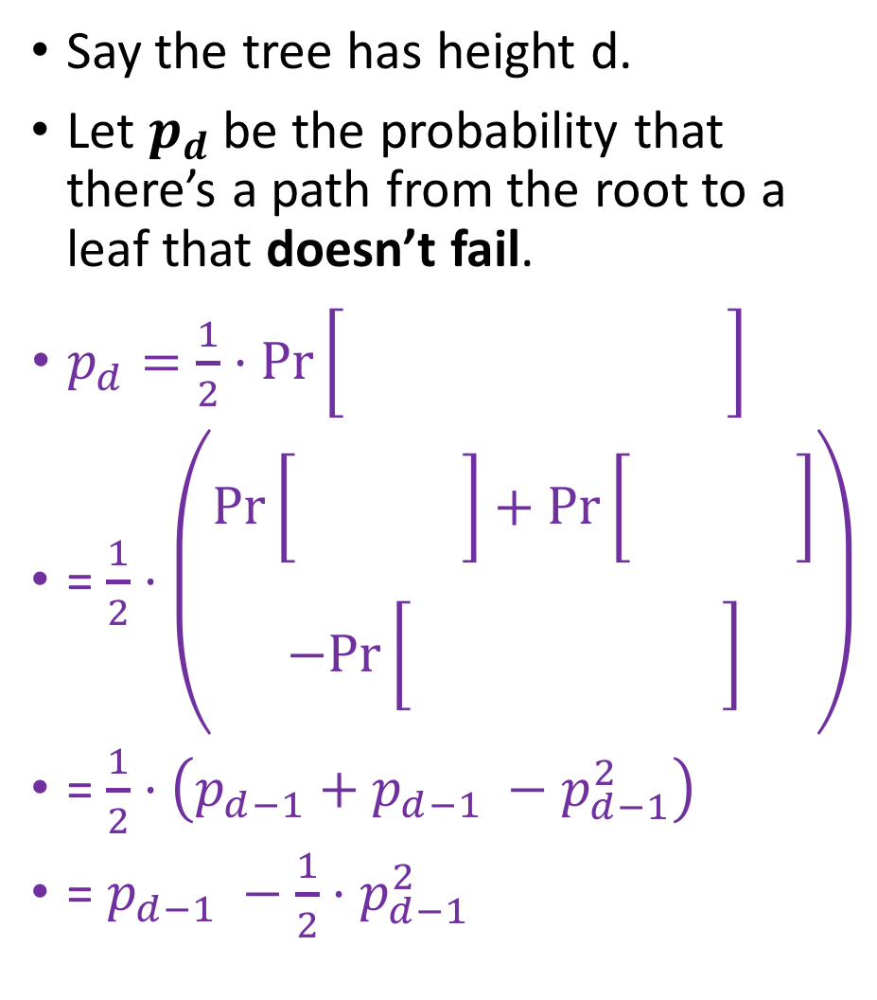 • Say the tree has height d.
• Let p_d be the probability that
there's a path from the root to a
leaf that doesn't fail.
• p_d = 1/2 · Pr[ ]
• = 1/2 · ( Pr[ ] + Pr[ ]
−Pr[ ] )
• = 1/2 · (p_{d−1} + p_{d−1} − p_{d−1}^2)
• = p_{d−1} − 1/2 · p_{d−1}^2